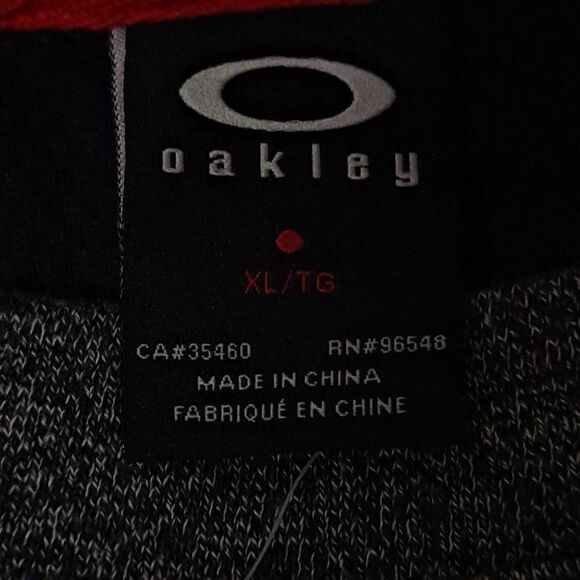 oakley
XL/TG
CA#35460 RN#96548
MADE IN CHINA
FABRIQUÉ EN CHINE